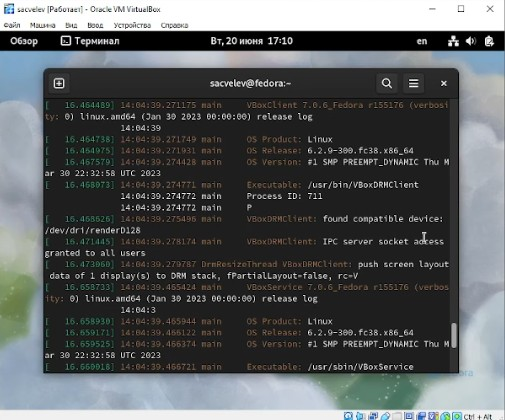 sacvelev [Работает] - Oracle VM VirtualBox
Файл Машина Вид Ввод Устройства Справка
Обзор Терминал Вт, 20 июня 17:10 en
sacvelev@fedora:~
[ 16.464489] 14:04:39.271175 main VBoxClient 7.0.6_Fedora r155176 (verbosi
ty: 0) linux.amd64 (Jan 30 2023 00:00:00) release log
14:04:39
[ 16.464738] 14:04:39.271749 main OS Product: Linux
[ 16.464975] 14:04:39.271931 main OS Release: 6.2.9-300.fc38.x86_64
[ 16.467579] 14:04:39.274428 main OS Version: #1 SMP PREEMPT_DYNAMIC Thu M
ar 30 22:32:58 UTC 2023
[ 16.468073] 14:04:39.274771 main Executable: /usr/bin/VBoxDRMClient
14:04:39.274772 main Process ID: 711
14:04:39.274772 main P
[ 16.468626] 14:04:39.275406 main VBoxDRMClient: found compatible device:
/dev/dri/renderD128
[ 16.471445] 14:04:39.278174 main VBoxDRMClient: IPC server socket access
granted to all users
[ 16.473060] 14:04:39.279787 DrmResizeThread VBoxDRMClient: push screen layout
data of 1 display(s) to DRM stack, fPartialLayout=false, rc=V
[ 16.658733] 14:04:39.465424 main VBoxService 7.0.6_Fedora r155176 (verbos
ity: 0) linux.amd64 (Jan 30 2023 00:00:00) release log
14:04:3
[ 16.658930] 14:04:39.465944 main OS Product: Linux
[ 16.659171] 14:04:39.466122 main OS Release: 6.2.9-300.fc38.x86_64
[ 16.659525] 14:04:39.466374 main OS Version: #1 SMP PREEMPT_DYNAMIC Thu M
ar 30 22:32:58 UTC 2023
[ 16.660018] 14:04:39.466721 main Executable: /usr/sbin/VBoxService
Ctrl + Alt